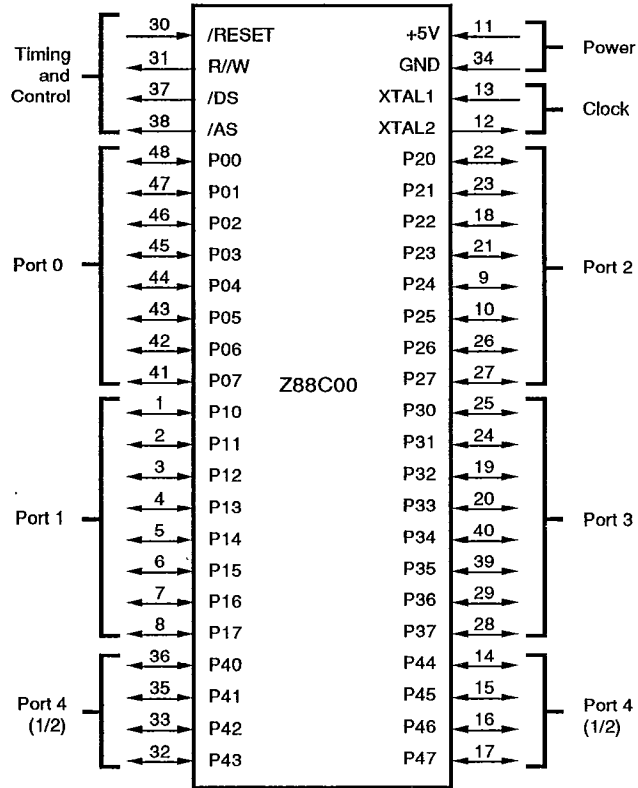 Timing
and
Control
30 /RESET
31 R//W
37 /DS
38 /AS
Port 0
48 P00
47 P01
46 P02
45 P03
44 P04
43 P05
42 P06
41 P07
Port 1
1 P10
2 P11
3 P12
4 P13
5 P14
6 P15
7 P16
8 P17
Port 4
(1/2)
36 P40
35 P41
33 P42
32 P43
Z88C00
+5V 11
GND 34
Power
XTAL1 13
XTAL2 12
Clock
P20 22
P21 23
P22 18
P23 21
P24 9
P25 10
P26 26
P27 27
Port 2
P30 25
P31 24
P32 19
P33 20
P34 40
P35 39
P36 29
P37 28
Port 3
P44 14
P45 15
P46 16
P47 17
Port 4
(1/2)